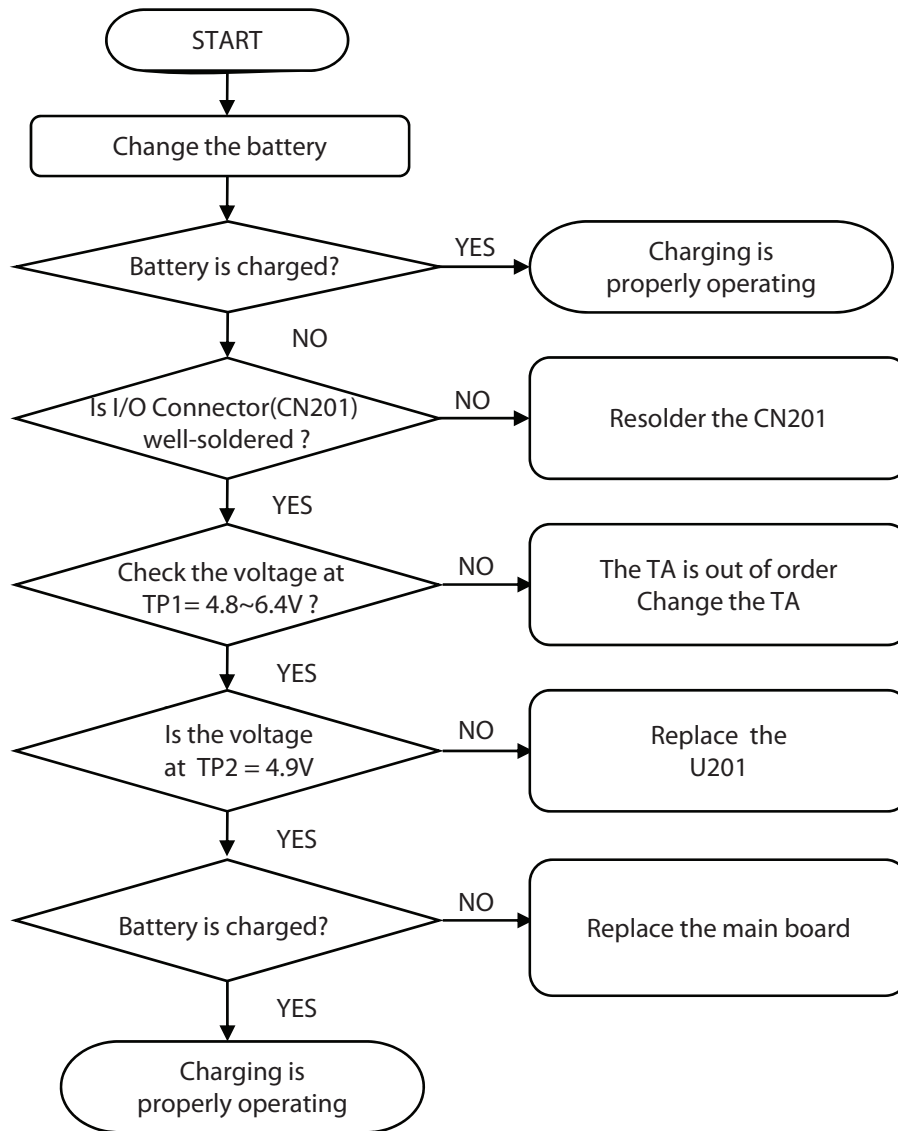 START
Change the battery
Battery is charged?
YES
Charging is
properly operating
NO
Is I/O Connector(CN201)
well-soldered ?
NO
Resolder the CN201
YES
Check the voltage at
TP1= 4.8~6.4V ?
NO
The TA is out of order
Change the TA
YES
Is the voltage
at TP2 = 4.9V
NO
Replace the
U201
YES
Battery is charged?
NO
Replace the main board
YES
Charging is
properly operating